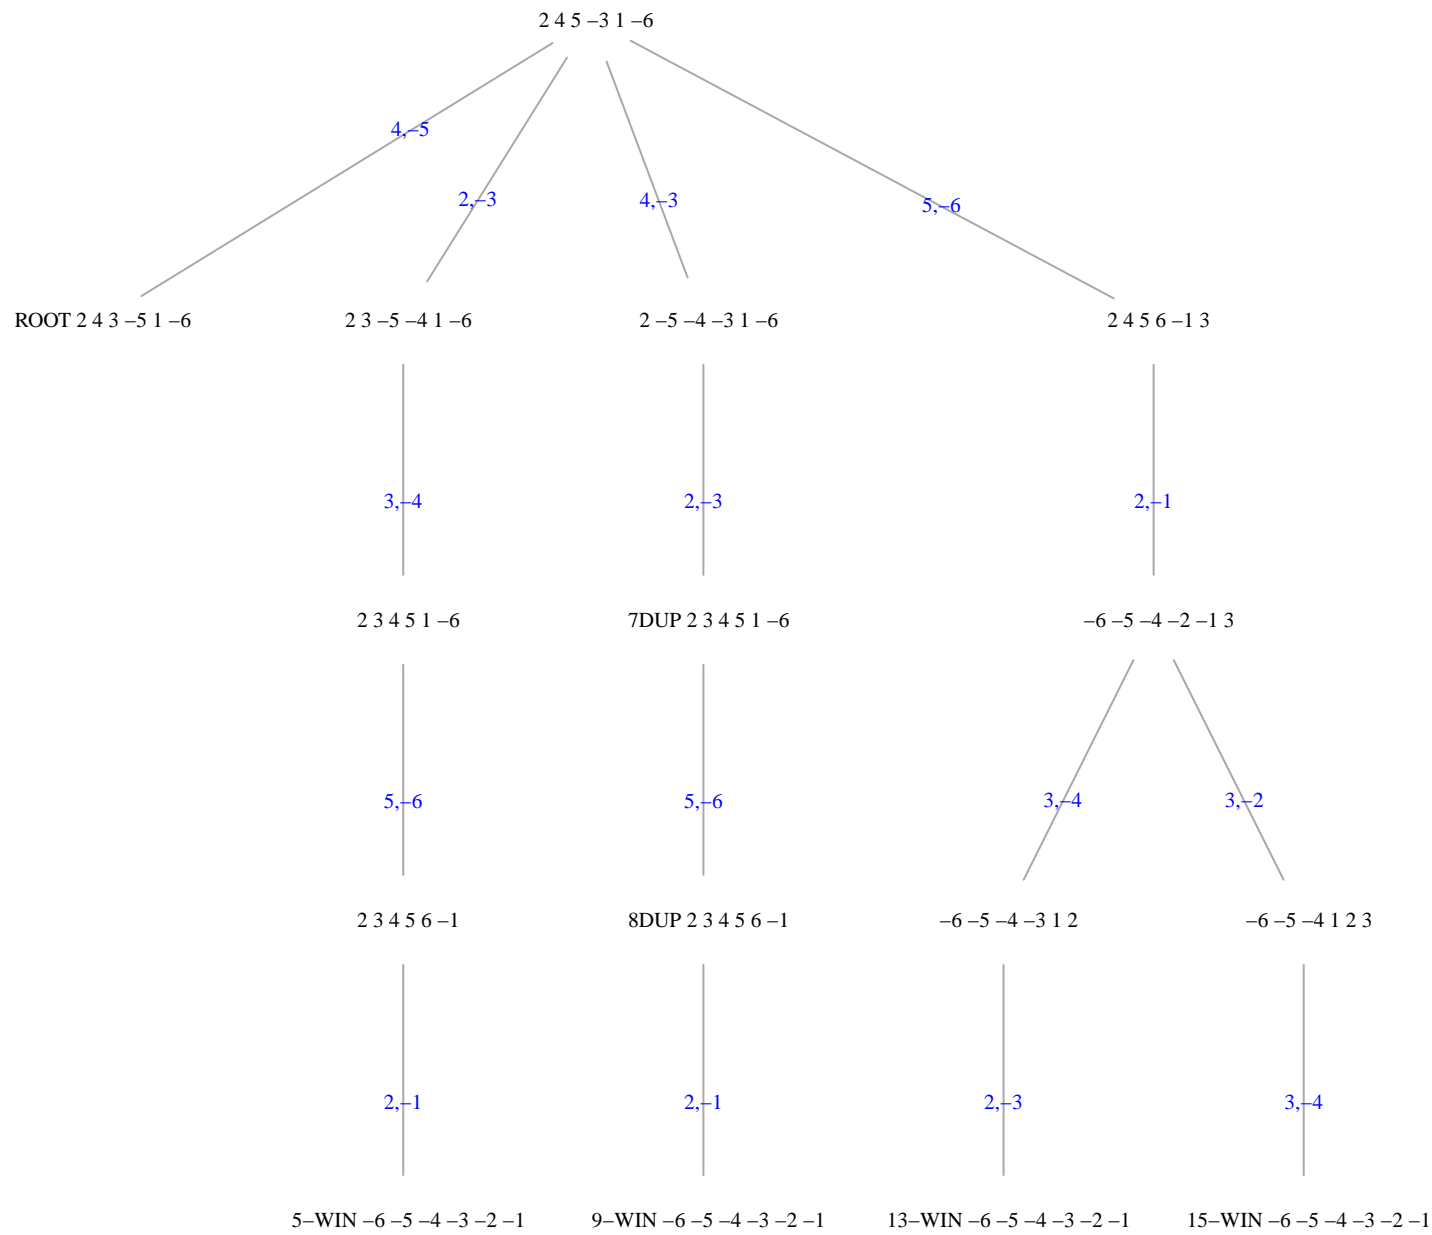 2 4 5 –3 1 –6
4,–5
2,–3
4,–3
5,–6
ROOT 2 4 3 –5 1 –6
2 3 –5 –4 1 –6
2 –5 –4 –3 1 –6
2 4 5 6 –1 3
3,–4
2,–3
2,–1
2 3 4 5 1 –6
7DUP 2 3 4 5 1 –6
–6 –5 –4 –2 –1 3
5,–6
5,–6
3,–4
3,–2
2 3 4 5 6 –1
8DUP 2 3 4 5 6 –1
–6 –5 –4 –3 1 2
–6 –5 –4 1 2 3
2,–1
2,–1
2,–3
3,–4
5–WIN –6 –5 –4 –3 –2 –1
9–WIN –6 –5 –4 –3 –2 –1
13–WIN –6 –5 –4 –3 –2 –1
15–WIN –6 –5 –4 –3 –2 –1